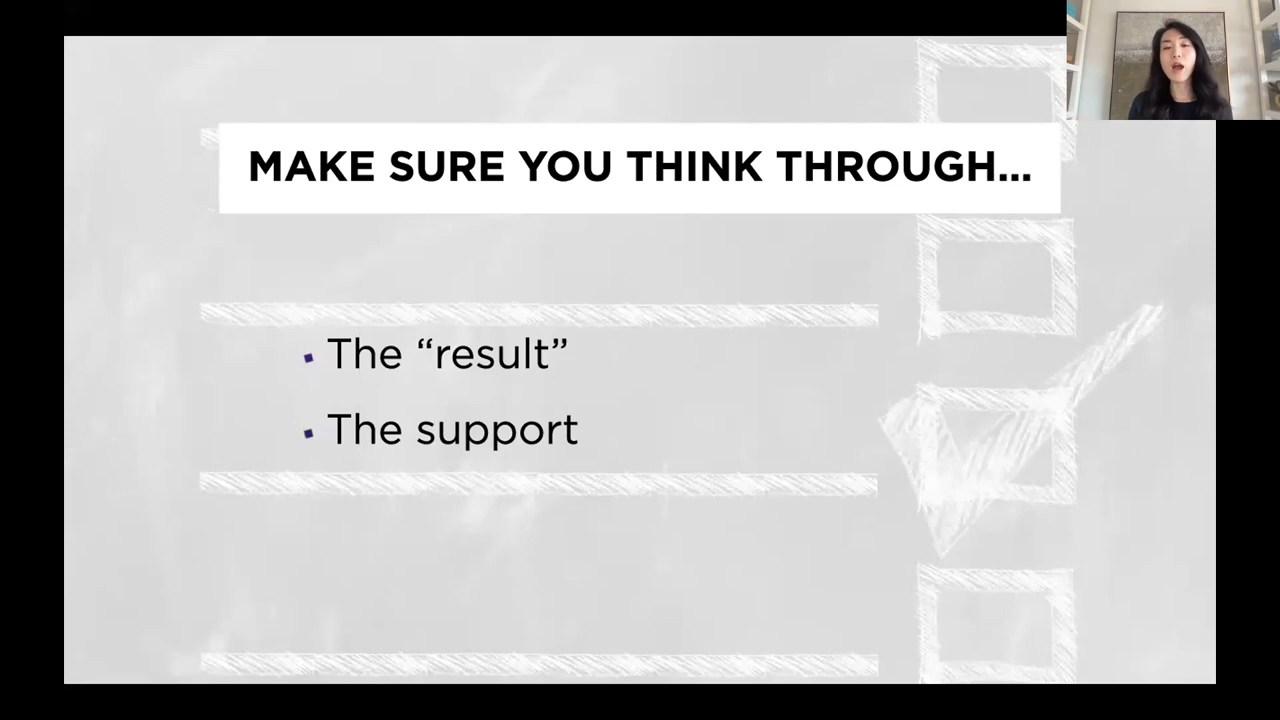 MAKE SURE YOU THINK THROUGH...
▪ The “result”
▪ The support